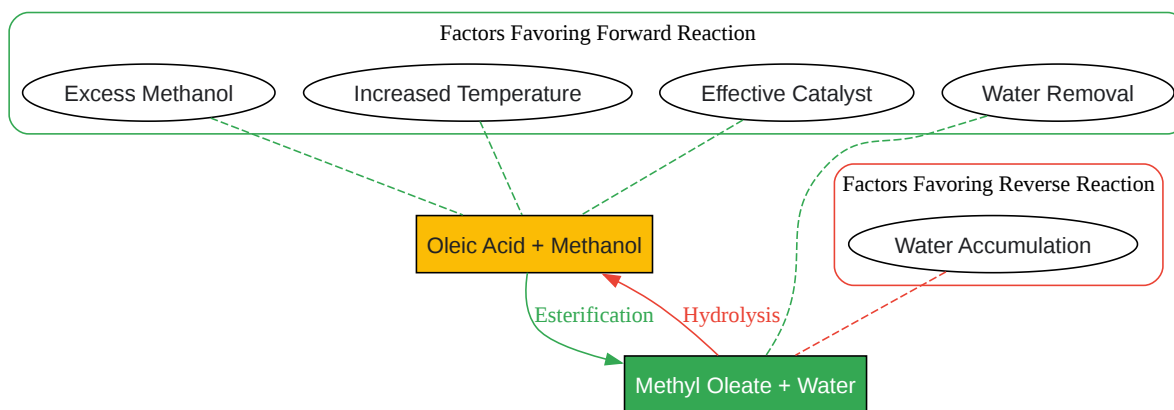 Factors Favoring Forward Reaction
Excess Methanol
Increased Temperature
Effective Catalyst
Water Removal
Factors Favoring Reverse Reaction
Water Accumulation
Oleic Acid + Methanol
Esterification
Hydrolysis
Methyl Oleate + Water